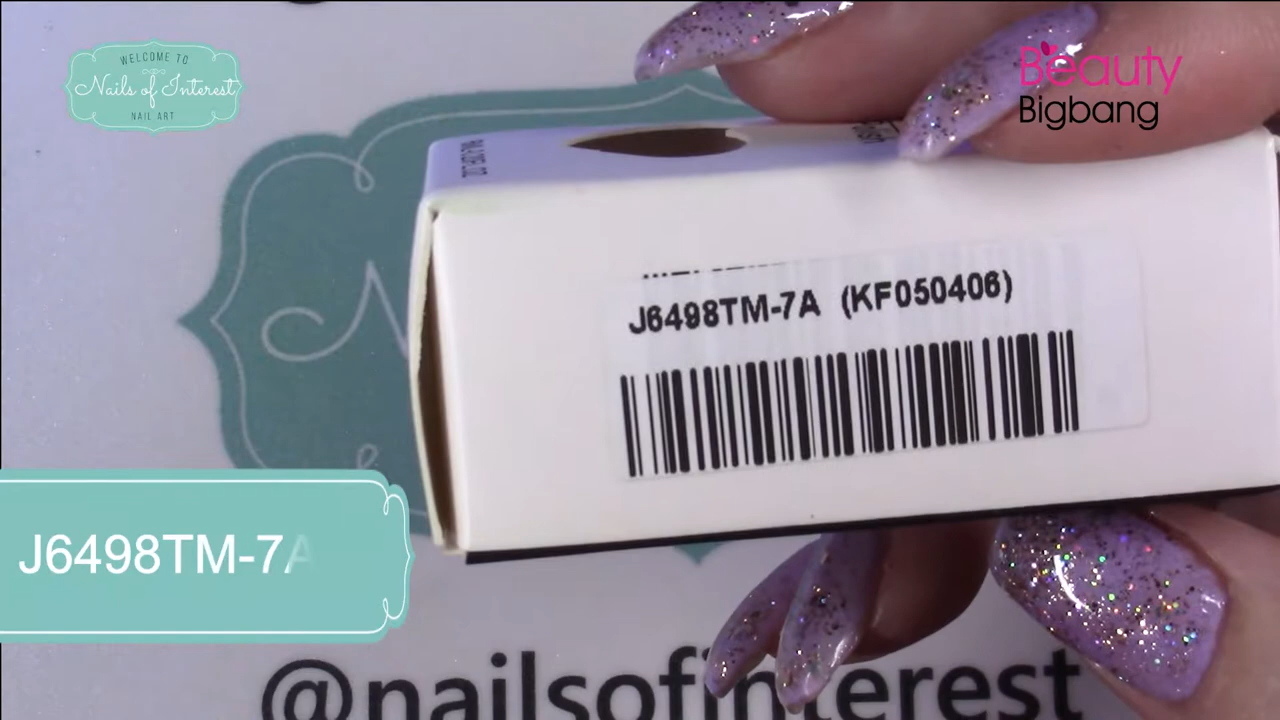 WELCOME TO
Nails of Interest
NAIL ART
Beauty
Bigbang
J6498TM-7A (KF050406)
J6498TM-7A
@nailsofinterest